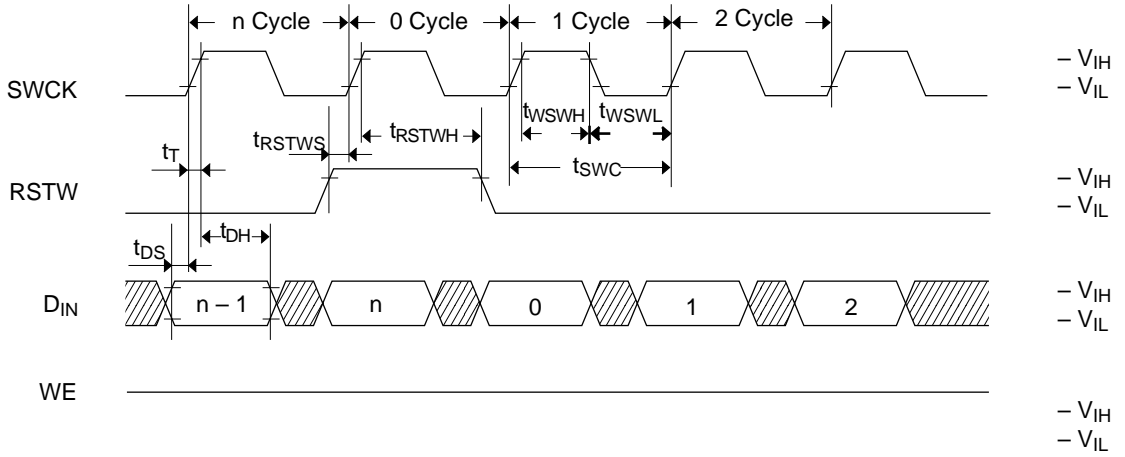 n Cycle 0 Cycle 1 Cycle 2 Cycle
SWCK
– VIH
– VIL
tWSWH tWSWL
tRSTWS tRSTWH
tT
tSWC
RSTW
– VIH
– VIL
tDS tDH
DIN
n – 1 n 0 1 2
– VIH
– VIL
WE
– VIH
– VIL